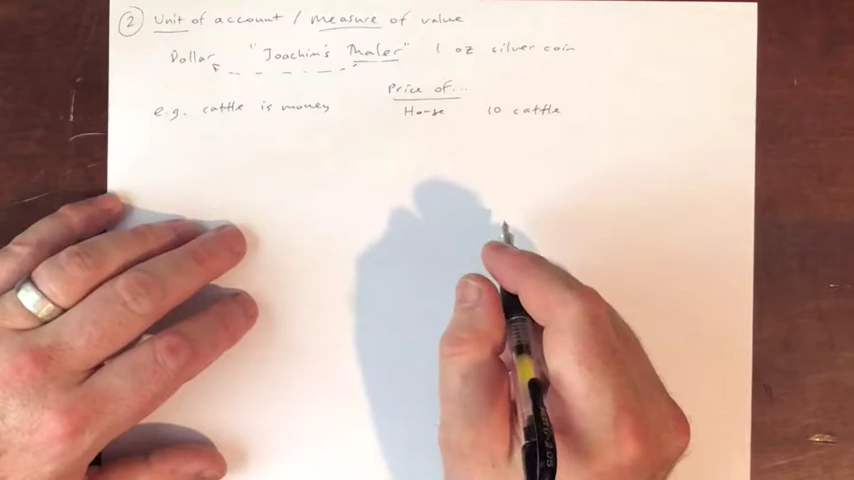 ② Unit of account / measure of value
Dollar "Joachim's Thaler" 1 oz silver coin
Price of...
e.g. cattle is money House 10 cattle